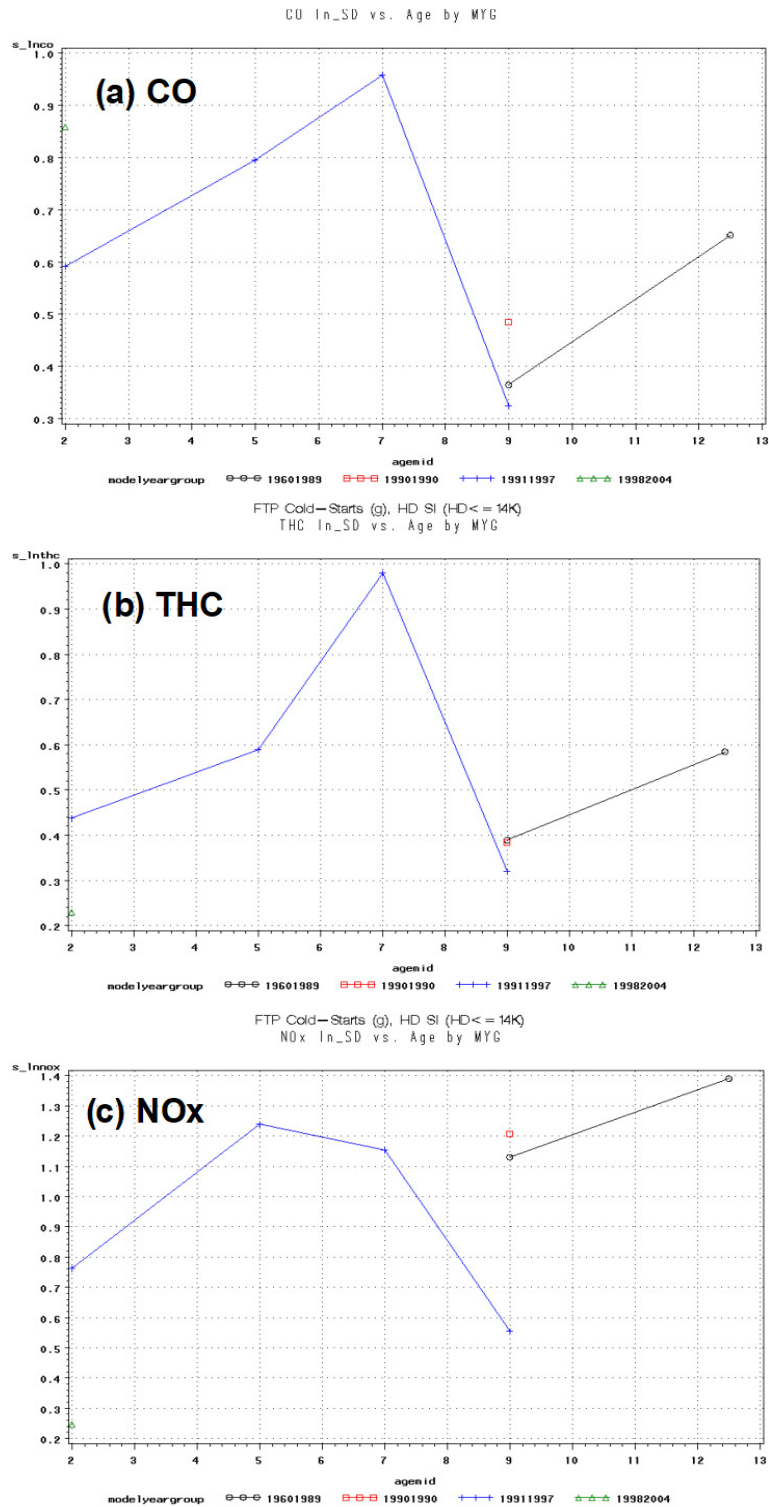 CO ln_SD vs. Age by MYG
s_lnco
1.0
(a) CO
0.9
0.8
0.7
0.6
0.5
0.4
0.3
2 3 4 5 6 7 8 9 10 11 12 13
agemid
modelyeargroup 19601989 19901990 19911997 19982004
FTP Cold-Starts (g), HD SI (HD<=14K)
THC ln_SD vs. Age by MYG
s_lnthc
1.0
(b) THC
0.9
0.8
0.7
0.6
0.5
0.4
0.3
0.2
2 3 4 5 6 7 8 9 10 11 12 13
agemid
modelyeargroup 19601989 19901990 19911997 19982004
FTP Cold-Starts (g), HD SI (HD<=14K)
NOx ln_SD vs. Age by MYG
s_lnnox
1.4
(c) NOx
1.3
1.2
1.1
1.0
0.9
0.8
0.7
0.6
0.5
0.4
0.3
0.2
2 3 4 5 6 7 8 9 10 11 12 13
agemid
modelyeargroup 19601989 19901990 19911997 19982004